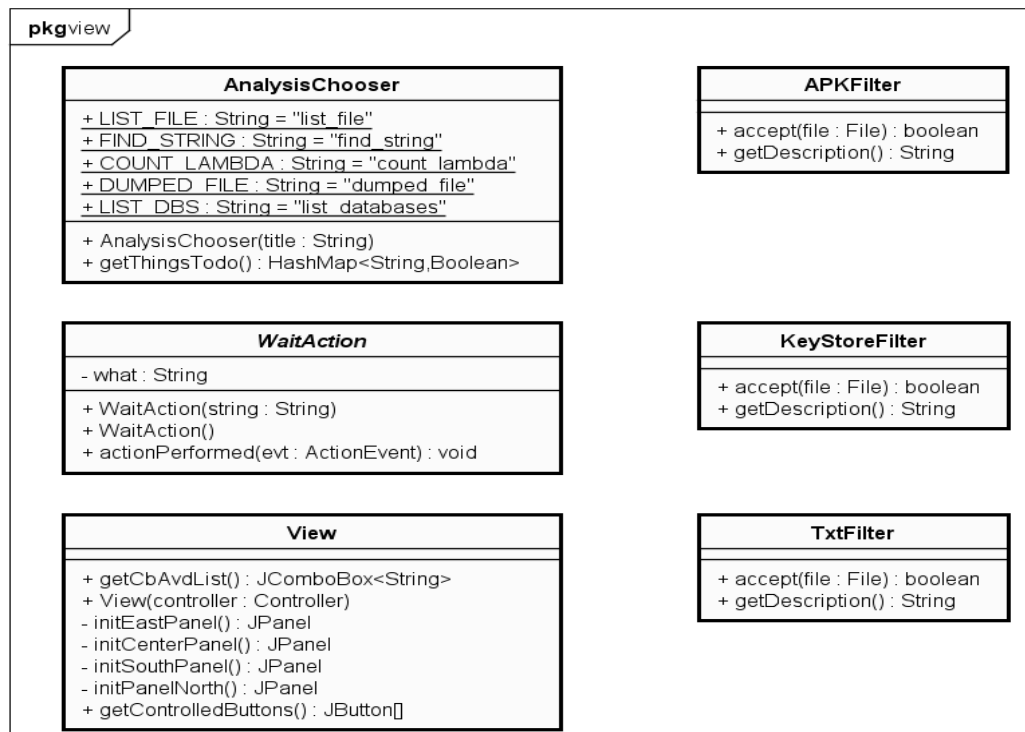 pkgview
AnalysisChooser
+ LIST_FILE : String = "list_file"
+ FIND_STRING : String = "find_string"
+ COUNT_LAMBDA : String = "count_lambda"
+ DUMPED_FILE : String = "dumped_file"
+ LIST_DBS : String = "list_databases"
+ AnalysisChooser(title : String)
+ getThingsTodo() : HashMap<String,Boolean>
APKFilter
+ accept(file : File) : boolean
+ getDescription() : String
WaitAction
- what : String
+ WaitAction(string : String)
+ WaitAction()
+ actionPerformed(evt : ActionEvent) : void
KeyStoreFilter
+ accept(file : File) : boolean
+ getDescription() : String
View
+ getCbAvdList() : JComboBox<String>
+ View(controller : Controller)
- initEastPanel() : JPanel
- initCenterPanel() : JPanel
- initSouthPanel() : JPanel
- initPanelNorth() : JPanel
+ getControlledButtons() : JButton[]
TxtFilter
+ accept(file : File) : boolean
+ getDescription() : String